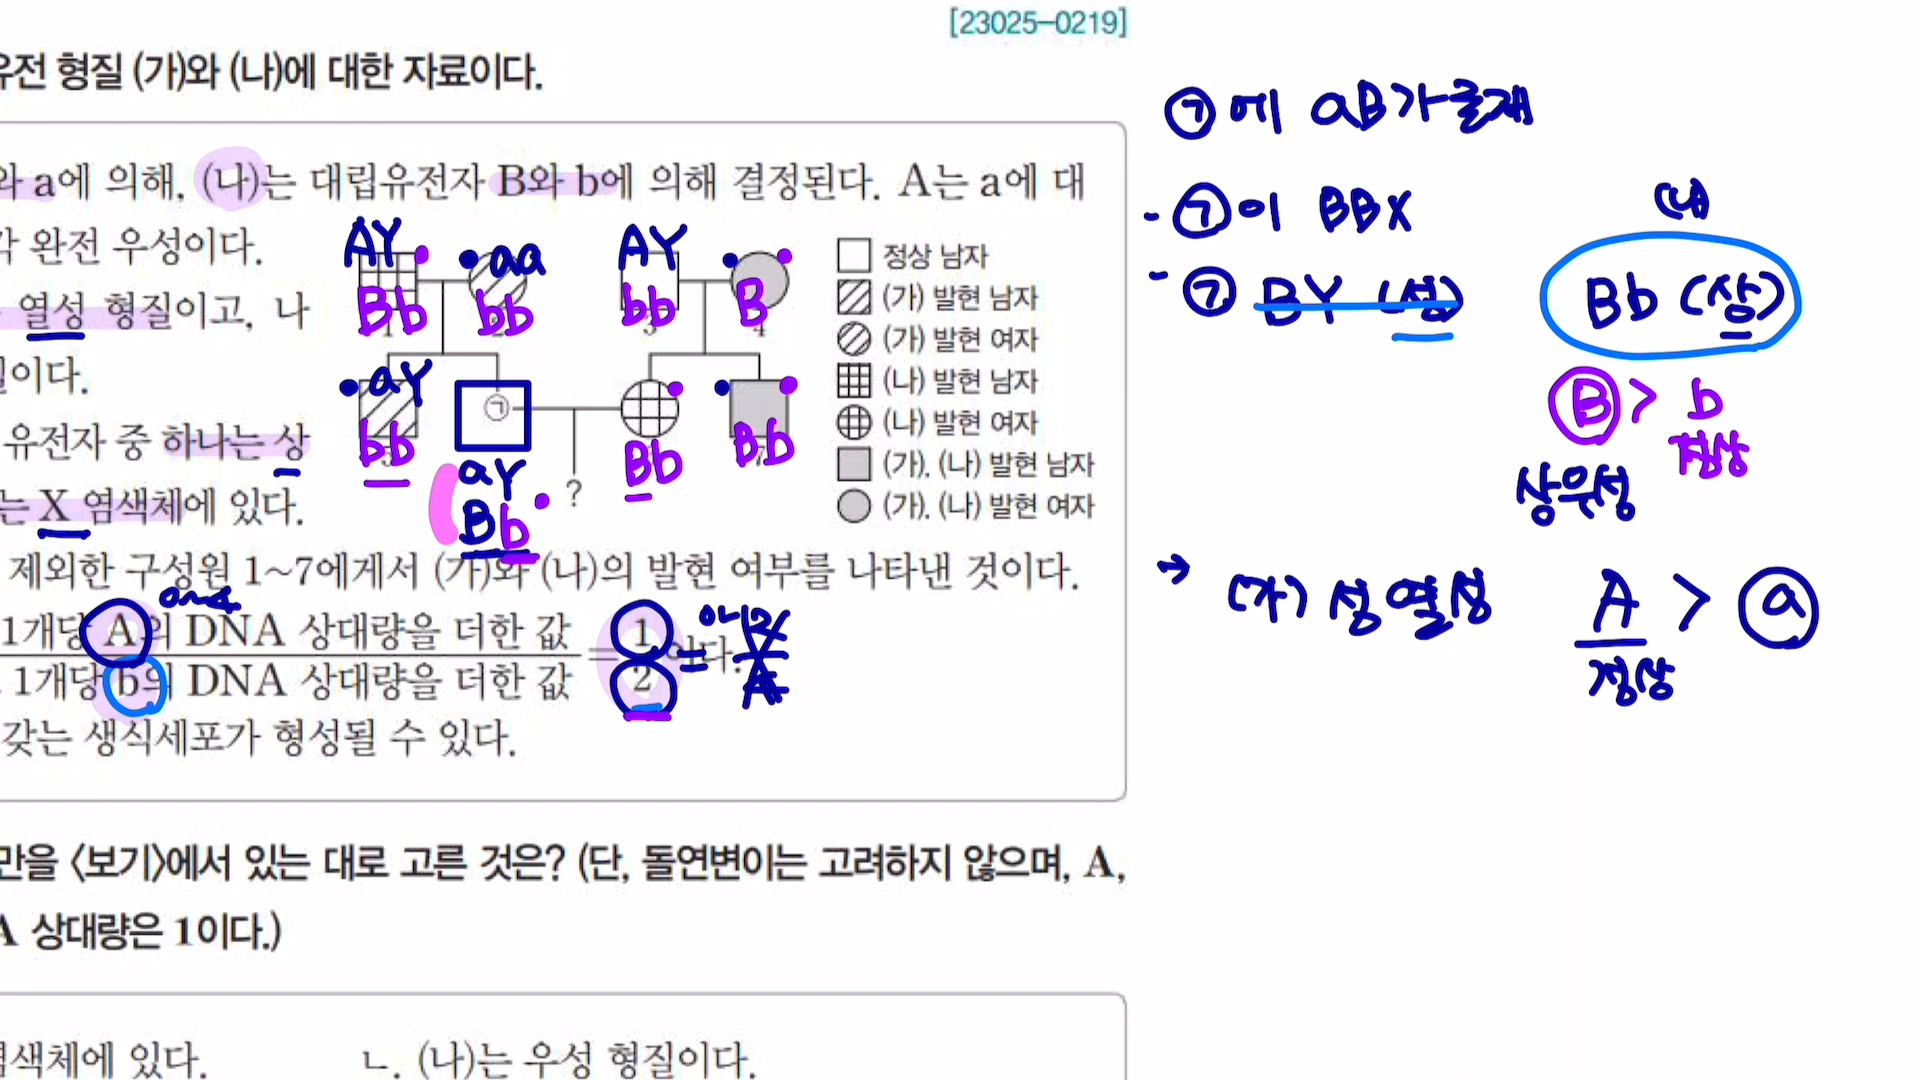 [23025-0219]
유전 형질 (가)와 (나)에 대한 자료이다.
와 a에 의해, (나)는 대립유전자 B와 b에 의해 결정된다. A는 a에 대
각 완전 우성이다.
열성 형질이고, 나
질이다.
유전자 중 하나는 상
는 X 염색체에 있다.
AY
aa
AY
Bb
bb
bb
B
1
3
4
aY
㉠
bb
Bb
Bb
7
aY
Bb
?
정상 남자
(가) 발현 남자
(가) 발현 여자
(나) 발현 남자
(나) 발현 여자
(가), (나) 발현 남자
(가), (나) 발현 여자
제외한 구성원 1~7에게서 (가)와 (나)의 발현 여부를 나타낸 것이다.
1개당 A의 DNA 상대량을 더한 값
1개당 b의 DNA 상대량을 더한 값
= 1/2 이다.
갖는 생식세포가 형성될 수 있다.
만을 <보기>에서 있는 대로 고른 것은? (단, 돌연변이는 고려하지 않으며, A,
A 상대량은 1이다.)
염색체에 있다.
ㄴ. (나)는 우성 형질이다.
㉠에 aB가 존재
- ㉠이 BBX
- ㉠ BY (성)
(나)
Bb (상)
B > b
정상
상우성
→ (가) 성열성 A > a
정상